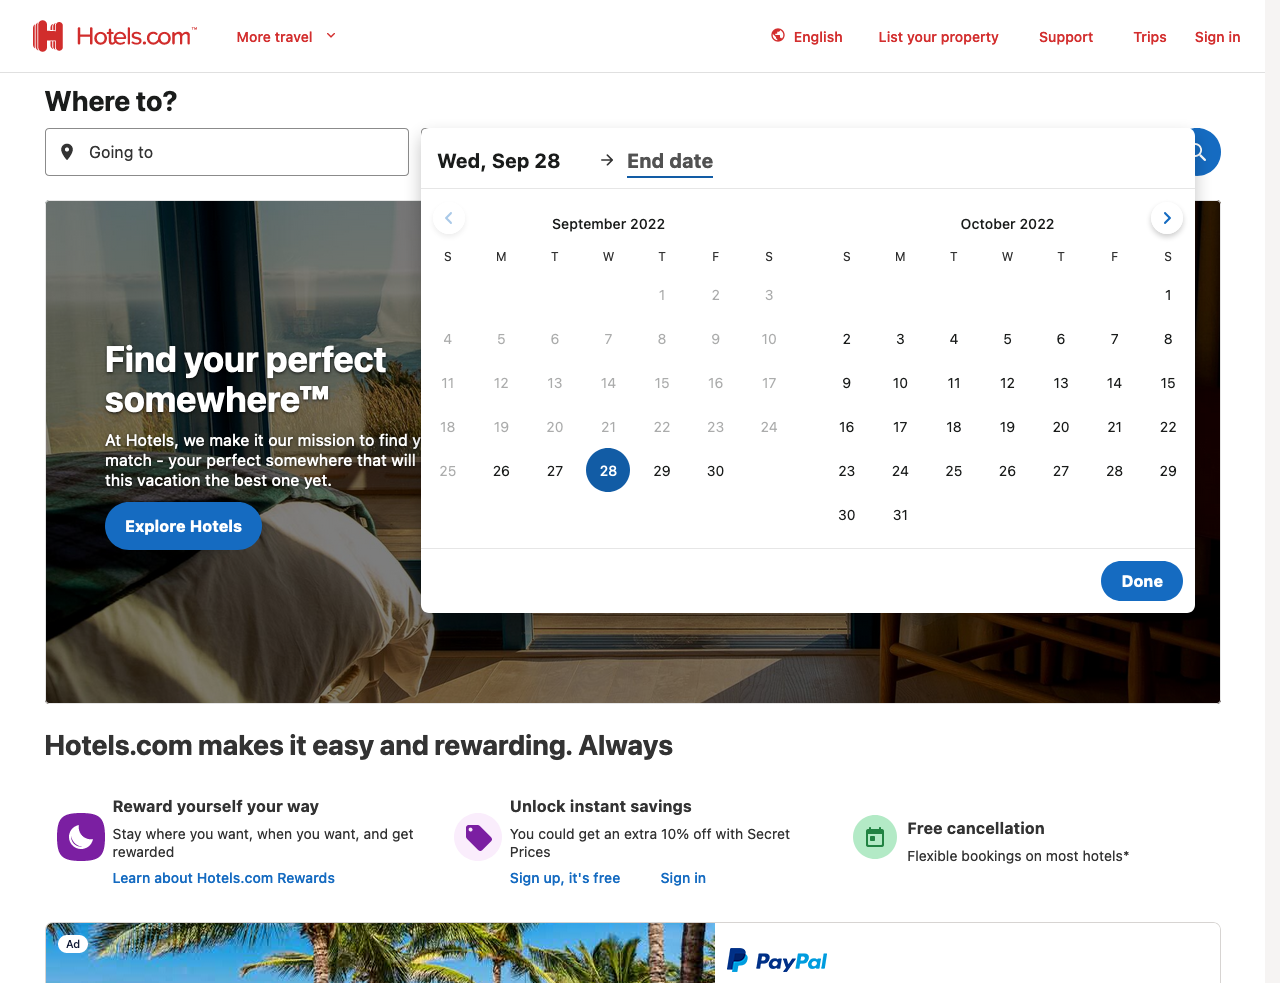 Hotels.com™
More travel
English
List your property
Support
Trips
Sign in
Where to?
Going to
Wed, Sep 28
End date
September 2022
S M T W T F S
1 2 3
4 5 6 7 8 9 10
11 12 13 14 15 16 17
18 19 20 21 22 23 24
25 26 27 28 29 30
October 2022
S M T W T F S
1
2 3 4 5 6 7 8
9 10 11 12 13 14 15
16 17 18 19 20 21 22
23 24 25 26 27 28 29
30 31
Done
Find your perfect
somewhere™
At Hotels, we make it our mission to find y
match - your perfect somewhere that will
this vacation the best one yet.
Explore Hotels
Hotels.com makes it easy and rewarding. Always
Reward yourself your way
Stay where you want, when you want, and get
rewarded
Learn about Hotels.com Rewards
Unlock instant savings
You could get an extra 10% off with Secret
Prices
Sign up, it's free
Sign in
Free cancellation
Flexible bookings on most hotels*
Ad
PayPal